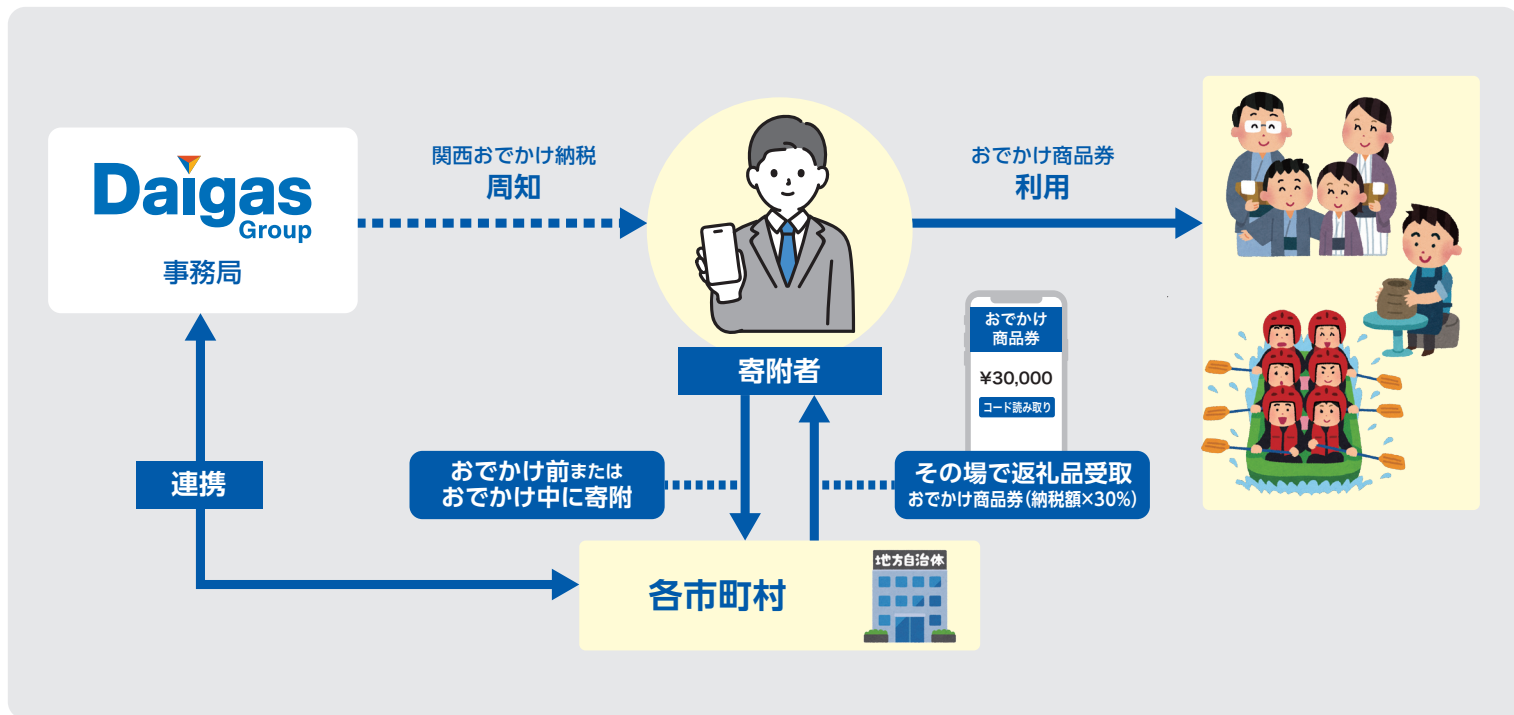 Daigas
Group
事務局
関西おでかけ納税
周知
おでかけ商品券
利用
寄附者
おでかけ
商品券
¥30,000
コード読み取り
連携
おでかけ前または
おでかけ中に寄附
その場で返礼品受取
おでかけ商品券(納税額×30%)
各市町村
地方自治体